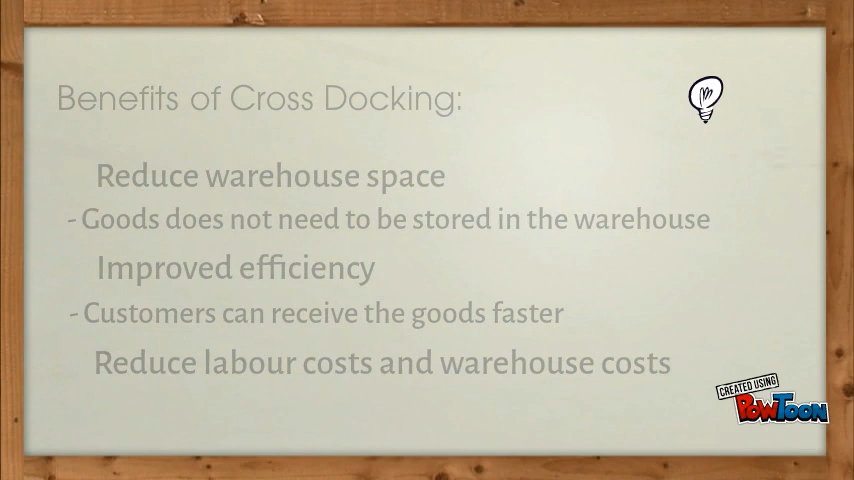 Benefits of Cross Docking:
Reduce warehouse space
- Goods does not need to be stored in the warehouse
Improved efficiency
- Customers can receive the goods faster
Reduce labour costs and warehouse costs
CREATED USING
POWTOON